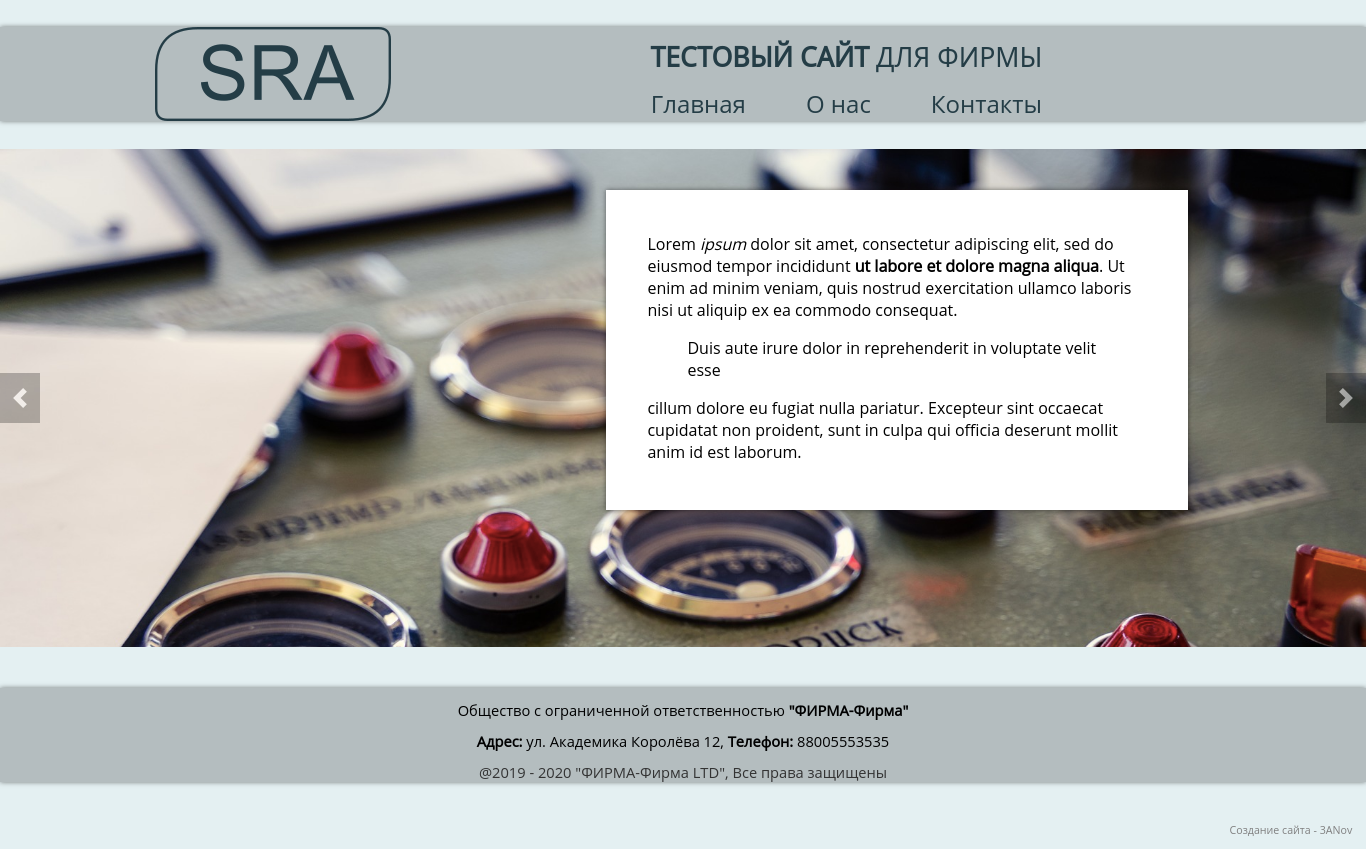 SRA
ТЕСТОВЫЙ САЙТ ДЛЯ ФИРМЫ
Главная О нас Контакты
Lorem ipsum dolor sit amet, consectetur adipiscing elit, sed do
eiusmod tempor incididunt ut labore et dolore magna aliqua. Ut
enim ad minim veniam, quis nostrud exercitation ullamco laboris
nisi ut aliquip ex ea commodo consequat.
Duis aute irure dolor in reprehenderit in voluptate velit
esse
cillum dolore eu fugiat nulla pariatur. Excepteur sint occaecat
cupidatat non proident, sunt in culpa qui officia deserunt mollit
anim id est laborum.
Общество с ограниченной ответственностью "ФИРМА-Фирма"
Адрес: ул. Академика Королёва 12, Телефон: 88005553535
@2019 - 2020 "ФИРМА-Фирма LTD", Все права защищены
Создание сайта - 3ANov